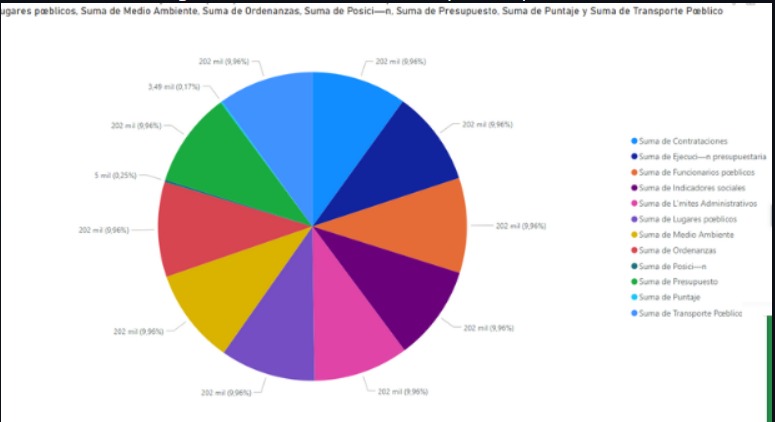 ugares pœblicos, Suma de Medio Ambiente, Suma de Ordenanzas, Suma de Posici—n, Suma de Presupuesto, Suma de Puntaje y Suma de Transporte Pœblico
202 mil (9,96%)
202 mil (9,96%)
3,49 mil (0,17%)
202 mil (9,96%)
202 mil (9,96%)
5 mil (0,25%)
202 mil (9,96%)
202 mil (9,96%)
202 mil (9,96%)
202 mil (9,96%)
202 mil (9,96%)
202 mil (9,96%)
Suma de Contrataciones
Suma de Ejecuci—n presupuestaria
Suma de Funcionarios pœblicos
Suma de Indicadores sociales
Suma de L'mites Administrativos
Suma de Lugares pœblicos
Suma de Medio Ambiente
Suma de Ordenanzas
Suma de Posici—n
Suma de Presupuesto
Suma de Puntaje
Suma de Transporte Pœblico